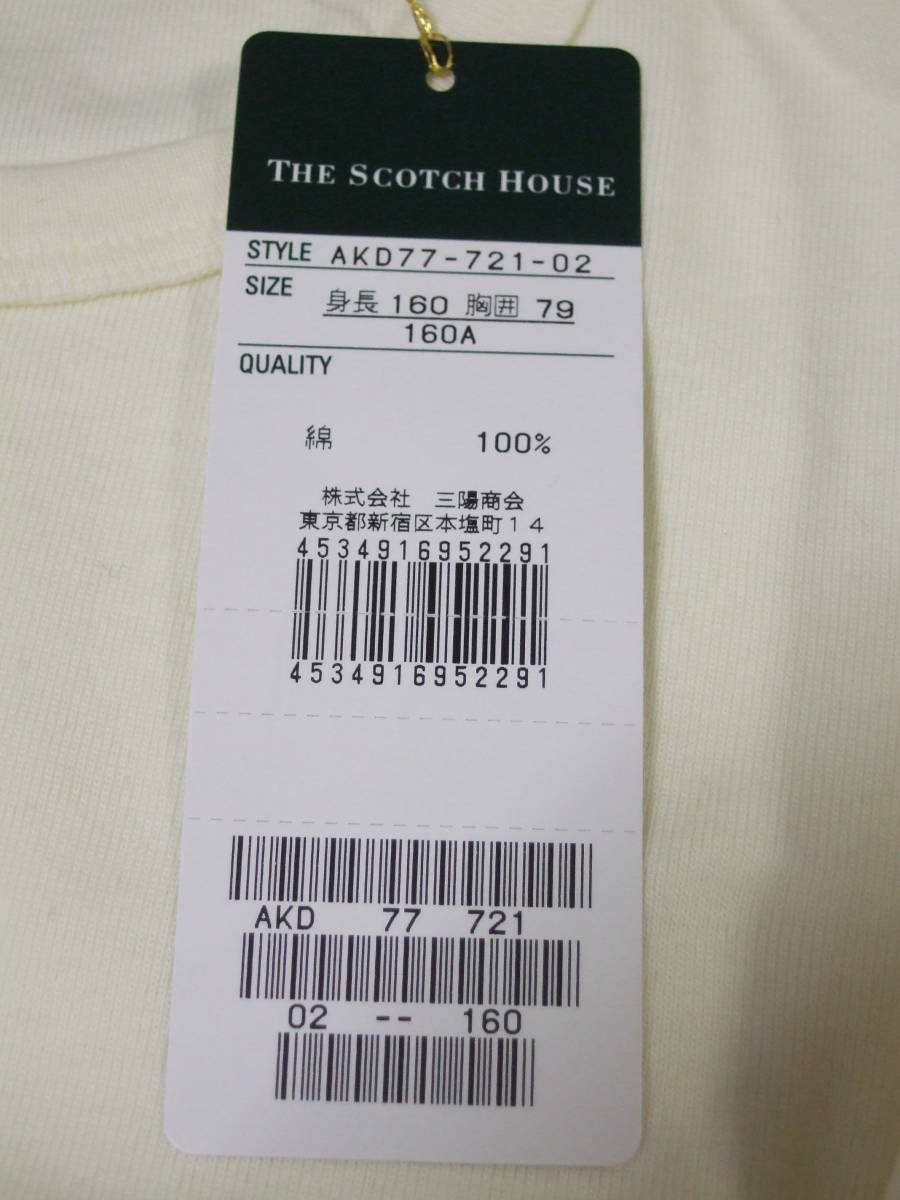 THE SCOTCH HOUSE
STYLE AKD77-721-02
SIZE 身長 160 胸囲 79
160A
QUALITY
綿 100%
株式会社 三陽商会
東京都新宿区本塩町14
4534916952291
4534916952291
AKD 77 721
02 -- 160